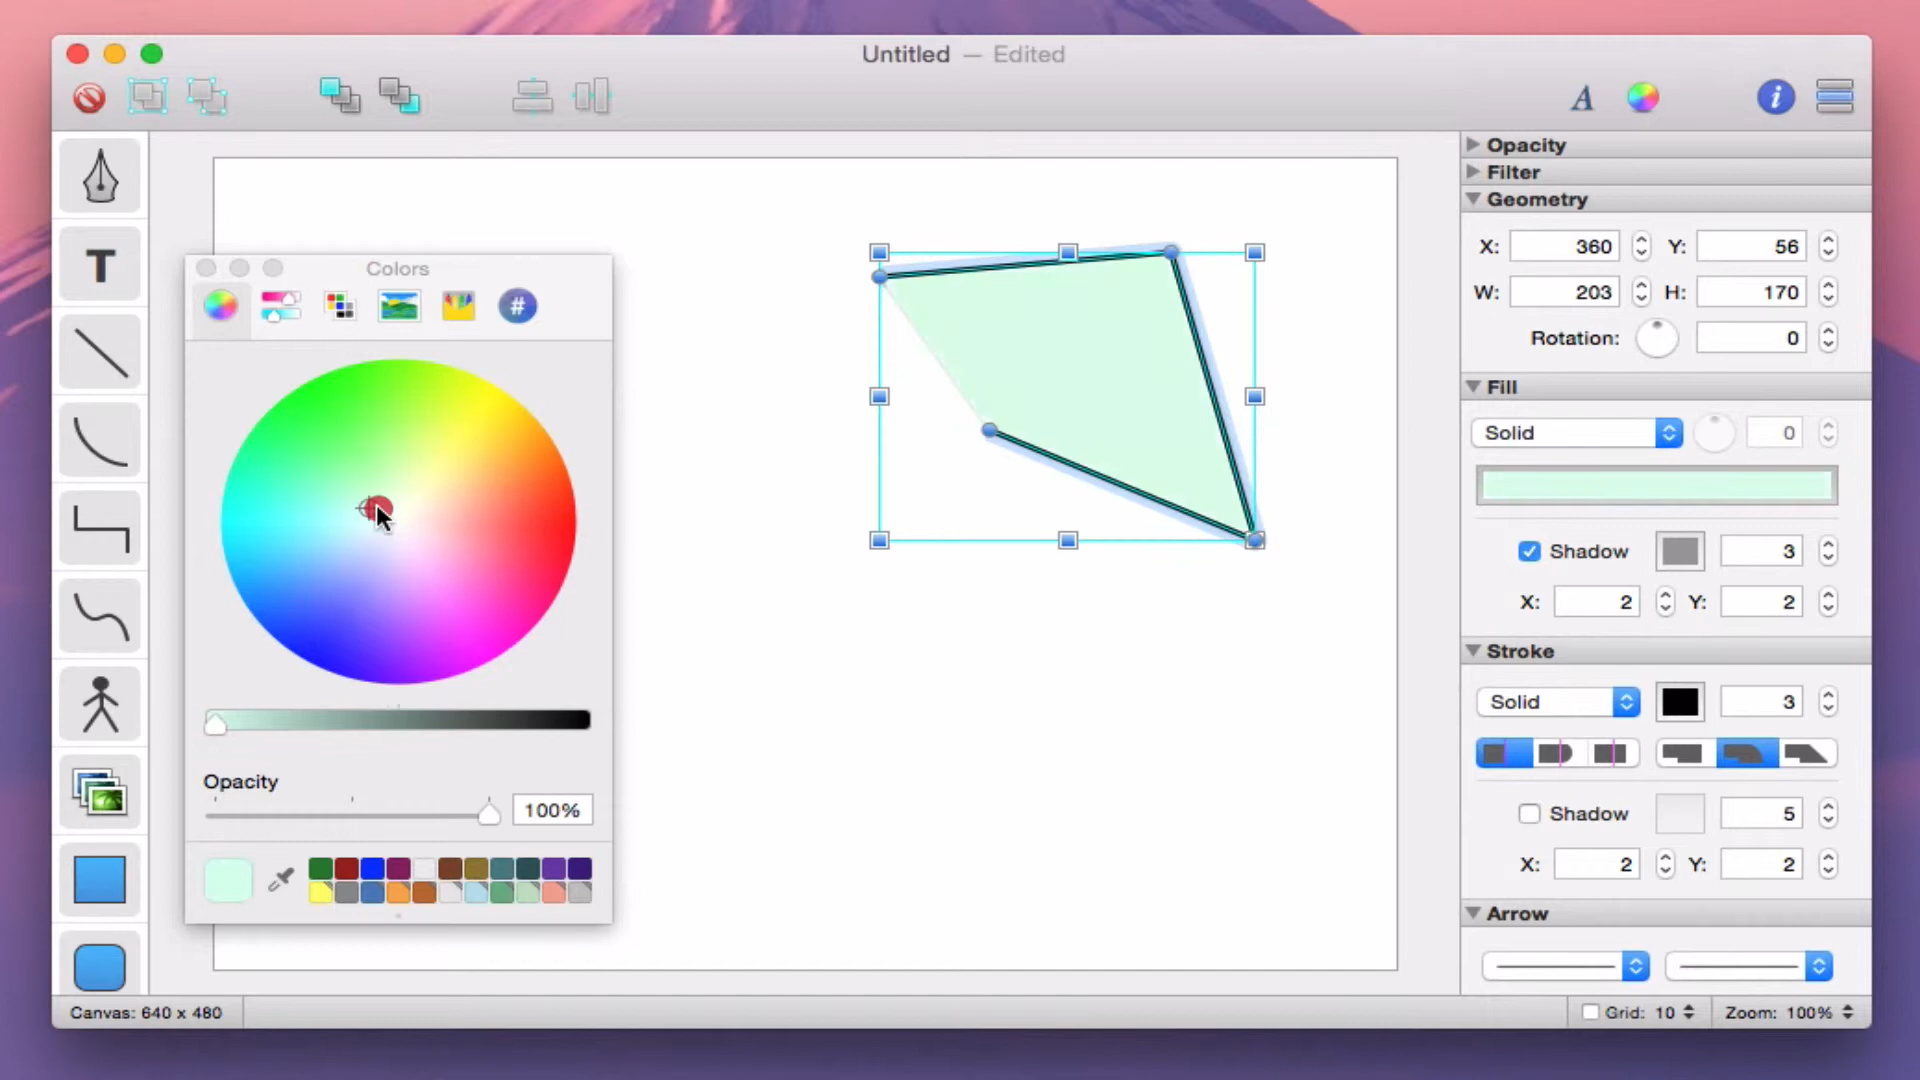 Untitled — Edited
A
i
Opacity
Filter
Geometry
X: 360 Y: 56
W: 203 H: 170
Rotation: 0
Fill
Solid 0
Shadow 3
X: 2 Y: 2
Stroke
Solid 3
Shadow 5
X: 2 Y: 2
Arrow
T
Colors
#
Opacity
100%
Canvas: 640 x 480
Grid: 10
Zoom: 100%